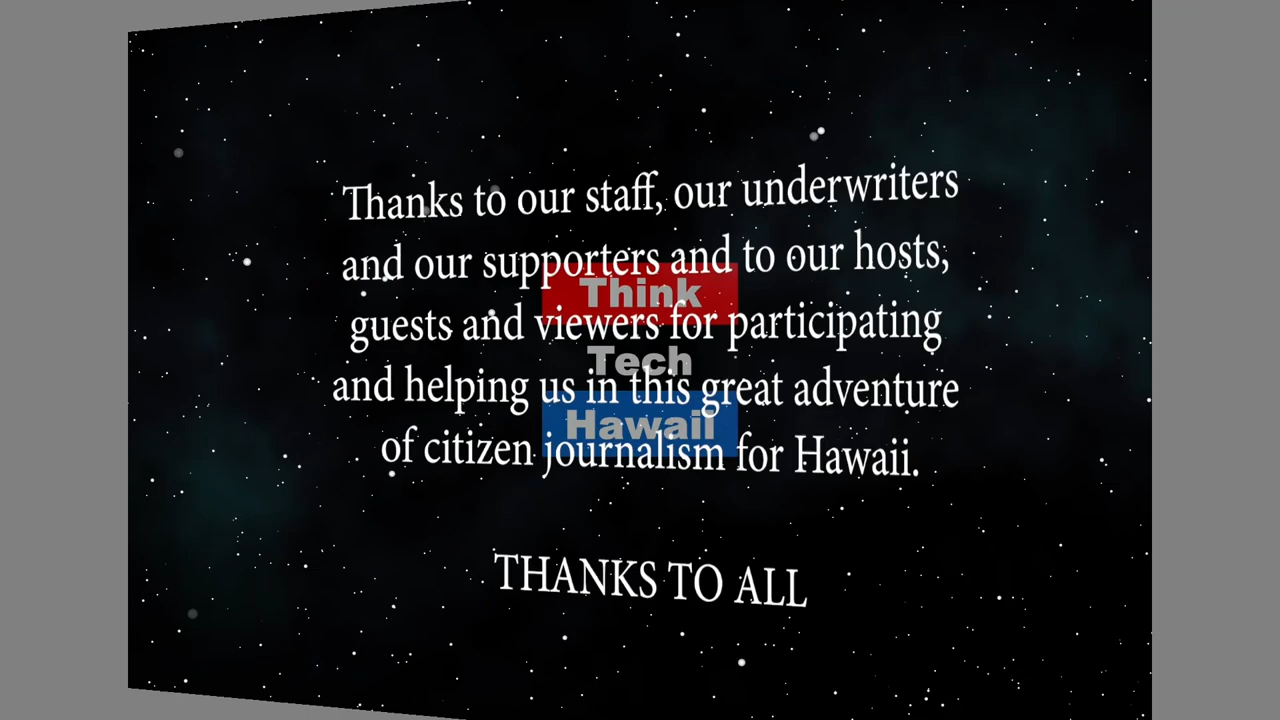 Thanks to our staff, our underwriters
and our supporters and to our hosts,
Think
guests and viewers for participating
Tech
and helping us in this great adventure
Hawaii
of citizen journalism for Hawaii.
THANKS TO ALL